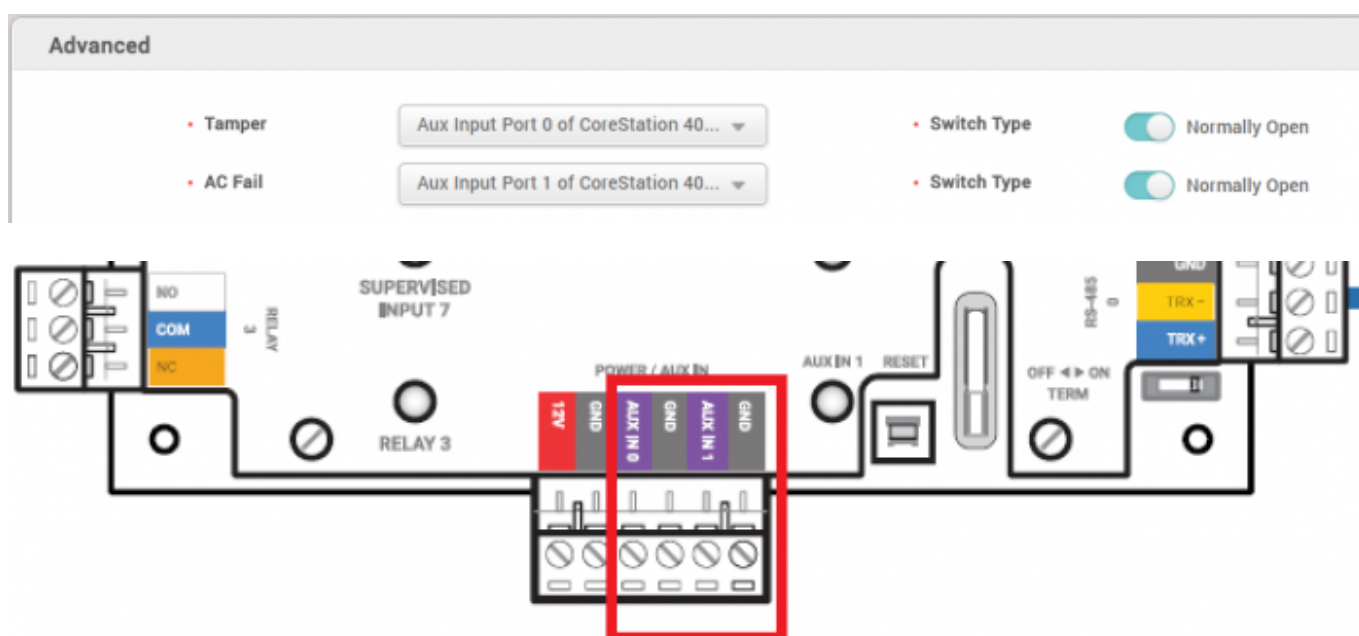 Advanced
• Tamper Aux Input Port 0 of CoreStation 40... • Switch Type Normally Open
• AC Fail Aux Input Port 1 of CoreStation 40... • Switch Type Normally Open
NO
COM
NC
RELAY
3
SUPERVISED
INPUT 7
RELAY 3
POWER / AUX IN
12V
GND
AUX IN 0
GND
AUX IN 1
GND
AUX IN 1
RESET
OFF ◀ ▶ ON
TERM
RS-485
0
GND
TRX -
TRX +